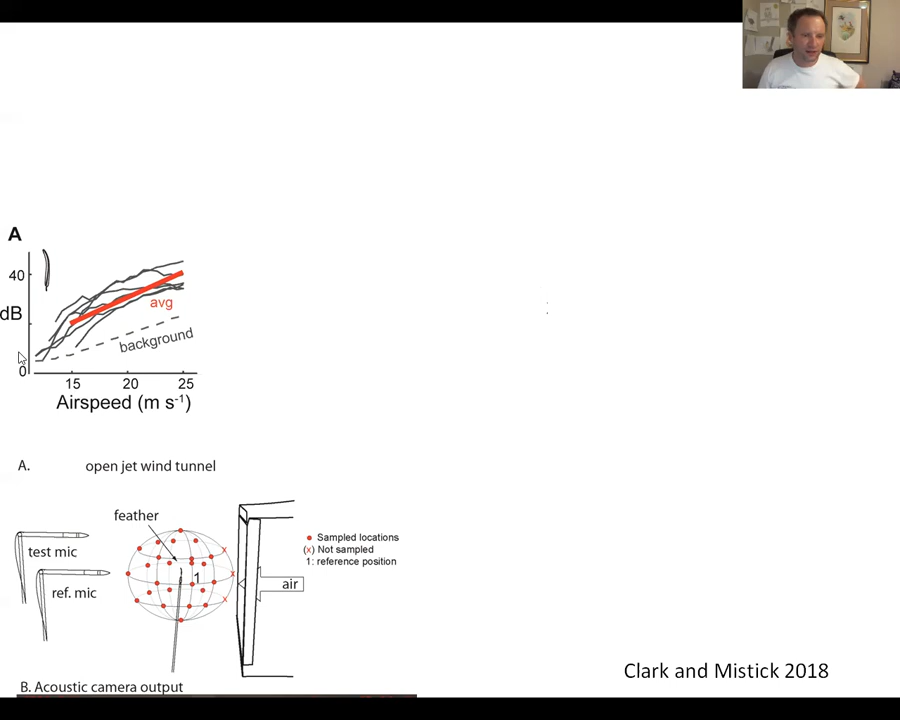 A
40
dB
avg
background
0
15 20 25
Airspeed (m s⁻¹)
A. open jet wind tunnel
feather
test mic
ref. mic
1
air
Sampled locations
(x) Not sampled
1: reference position
x
x
x
B. Acoustic camera output
Clark and Mistick 2018